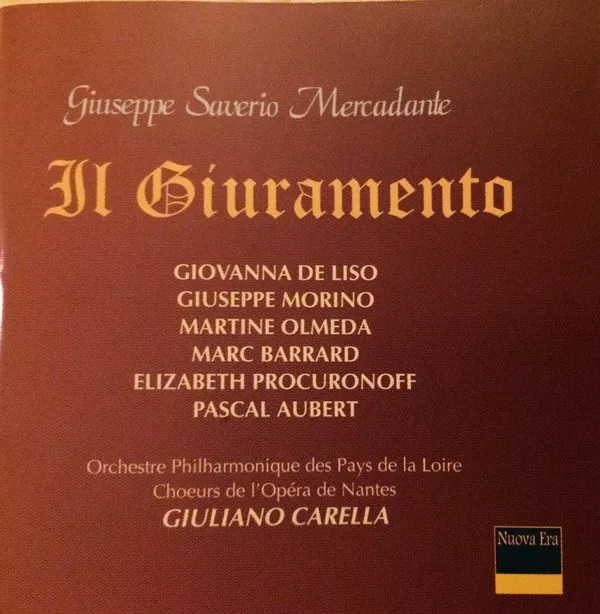 Giuseppe Saverio Mercadante
Il Giuramento
GIOVANNA DE LISO
GIUSEPPE MORINO
MARTINE OLMEDA
MARC BARRARD
ELIZABETH PROCURONOFF
PASCAL AUBERT
Orchestre Philharmonique des Pays de la Loire
Choeurs de l'Opéra de Nantes
GIULIANO CARELLA
Nuova Era